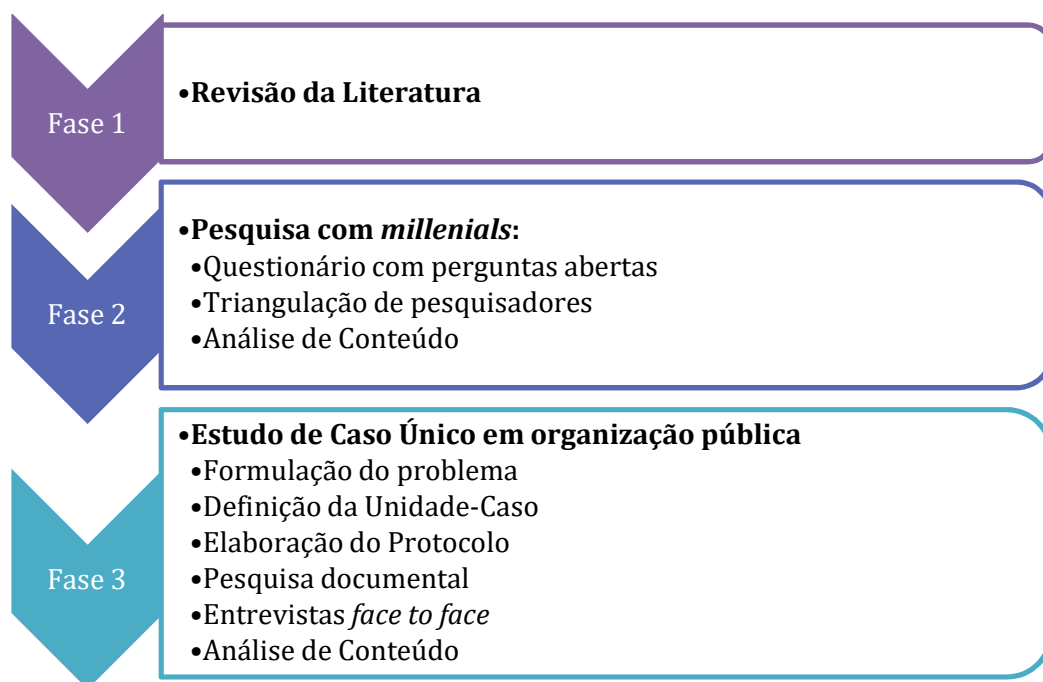 Fase 1
•Revisão da Literatura
Fase 2
•Pesquisa com millenials:
•Questionário com perguntas abertas
•Triangulação de pesquisadores
•Análise de Conteúdo
Fase 3
•Estudo de Caso Único em organização pública
•Formulação do problema
•Definição da Unidade-Caso
•Elaboração do Protocolo
•Pesquisa documental
•Entrevistas face to face
•Análise de Conteúdo